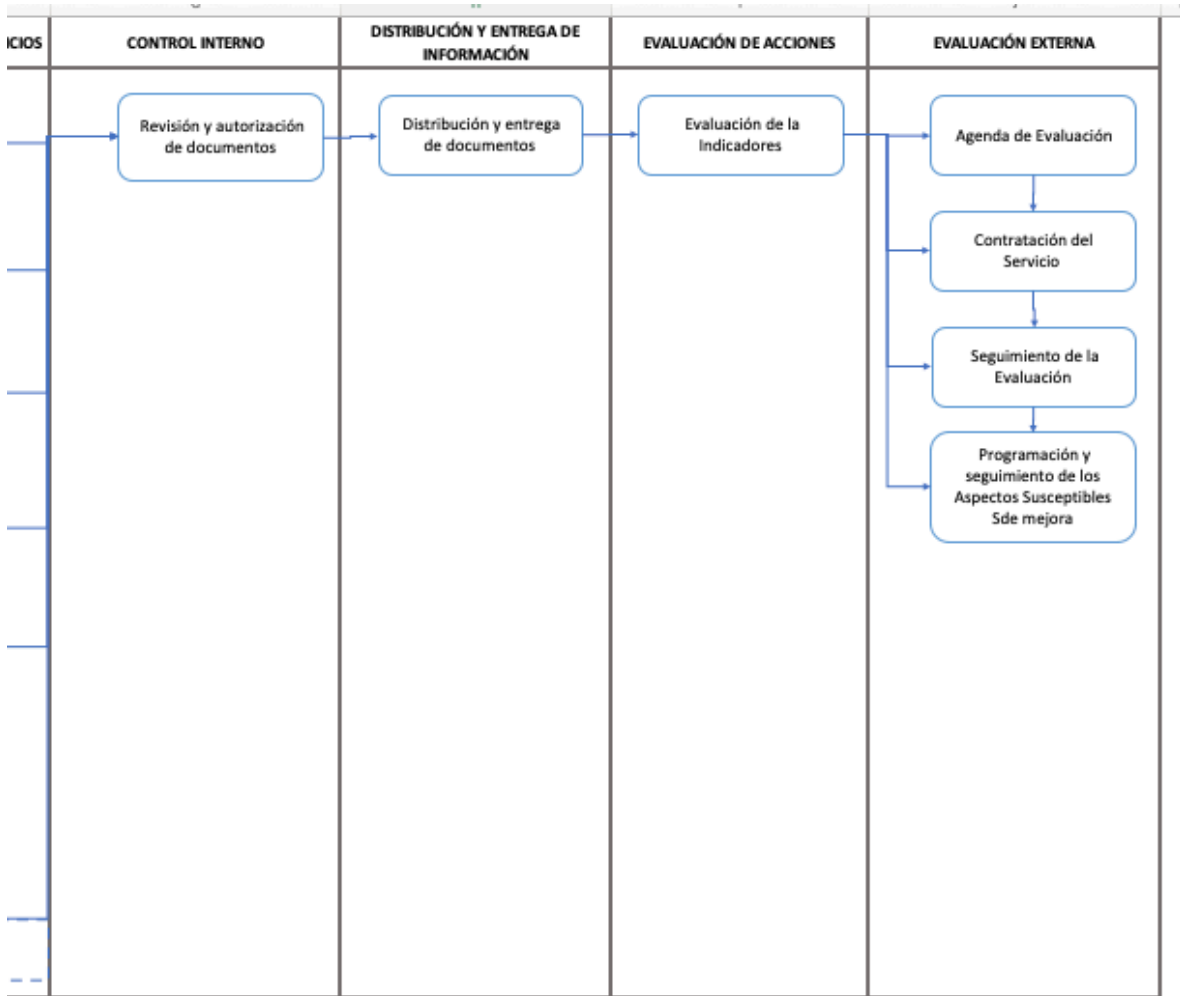 ICIOS
CONTROL INTERNO
DISTRIBUCIÓN Y ENTREGA DE
INFORMACIÓN
EVALUACIÓN DE ACCIONES
EVALUACIÓN EXTERNA
Revisión y autorización
de documentos
Distribución y entrega
de documentos
Evaluación de la
Indicadores
Agenda de Evaluación
Contratación del
Servicio
Seguimiento de la
Evaluación
Programación y
seguimiento de los
Aspectos Susceptibles
Sde mejora